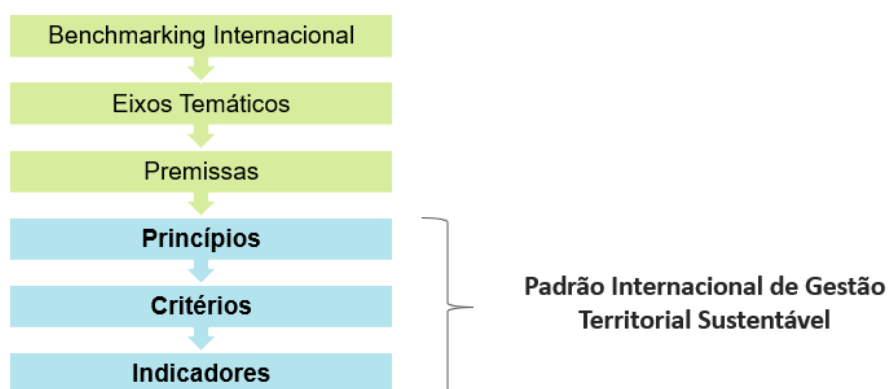 Benchmarking Internacional
Eixos Temáticos
Premissas
Princípios
Critérios
Indicadores
Padrão Internacional de Gestão
Territorial Sustentável